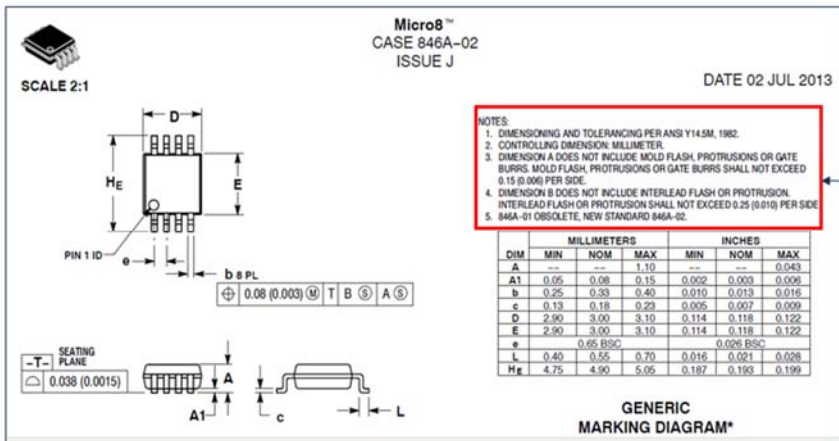 Micro8™
CASE 846A−02
ISSUE J
SCALE 2:1
DATE 02 JUL 2013
D
HE
E
PIN 1 ID
e
b 8 PL
0.08 (0.003) Ⓜ T B Ⓢ A Ⓢ
NOTES:
1. DIMENSIONING AND TOLERANCING PER ANSI Y14.5M, 1982.
2. CONTROLLING DIMENSION: MILLIMETER.
3. DIMENSION A DOES NOT INCLUDE MOLD FLASH, PROTRUSIONS OR GATE
BURRS. MOLD FLASH, PROTRUSIONS OR GATE BURRS SHALL NOT EXCEED
0.15 (0.006) PER SIDE.
4. DIMENSION B DOES NOT INCLUDE INTERLEAD FLASH OR PROTRUSION.
INTERLEAD FLASH OR PROTRUSION SHALL NOT EXCEED 0.25 (0.010) PER SIDE
5. 846A-01 OBSOLETE, NEW STANDARD 846A-02.
MILLIMETERS INCHES
DIM MIN NOM MAX MIN NOM MAX
A −− −− 1.10 −− −− 0.043
A1 0.05 0.08 0.15 0.002 0.003 0.006
b 0.25 0.33 0.40 0.010 0.013 0.016
c 0.13 0.18 0.23 0.005 0.007 0.009
D 2.90 3.00 3.10 0.114 0.118 0.122
E 2.90 3.00 3.10 0.114 0.118 0.122
e 0.65 BSC 0.026 BSC
L 0.40 0.55 0.70 0.016 0.021 0.028
HE 4.75 4.90 5.05 0.187 0.193 0.199
−T− SEATING
PLANE
0.038 (0.0015)
A
A1
c
L
GENERIC
MARKING DIAGRAM*